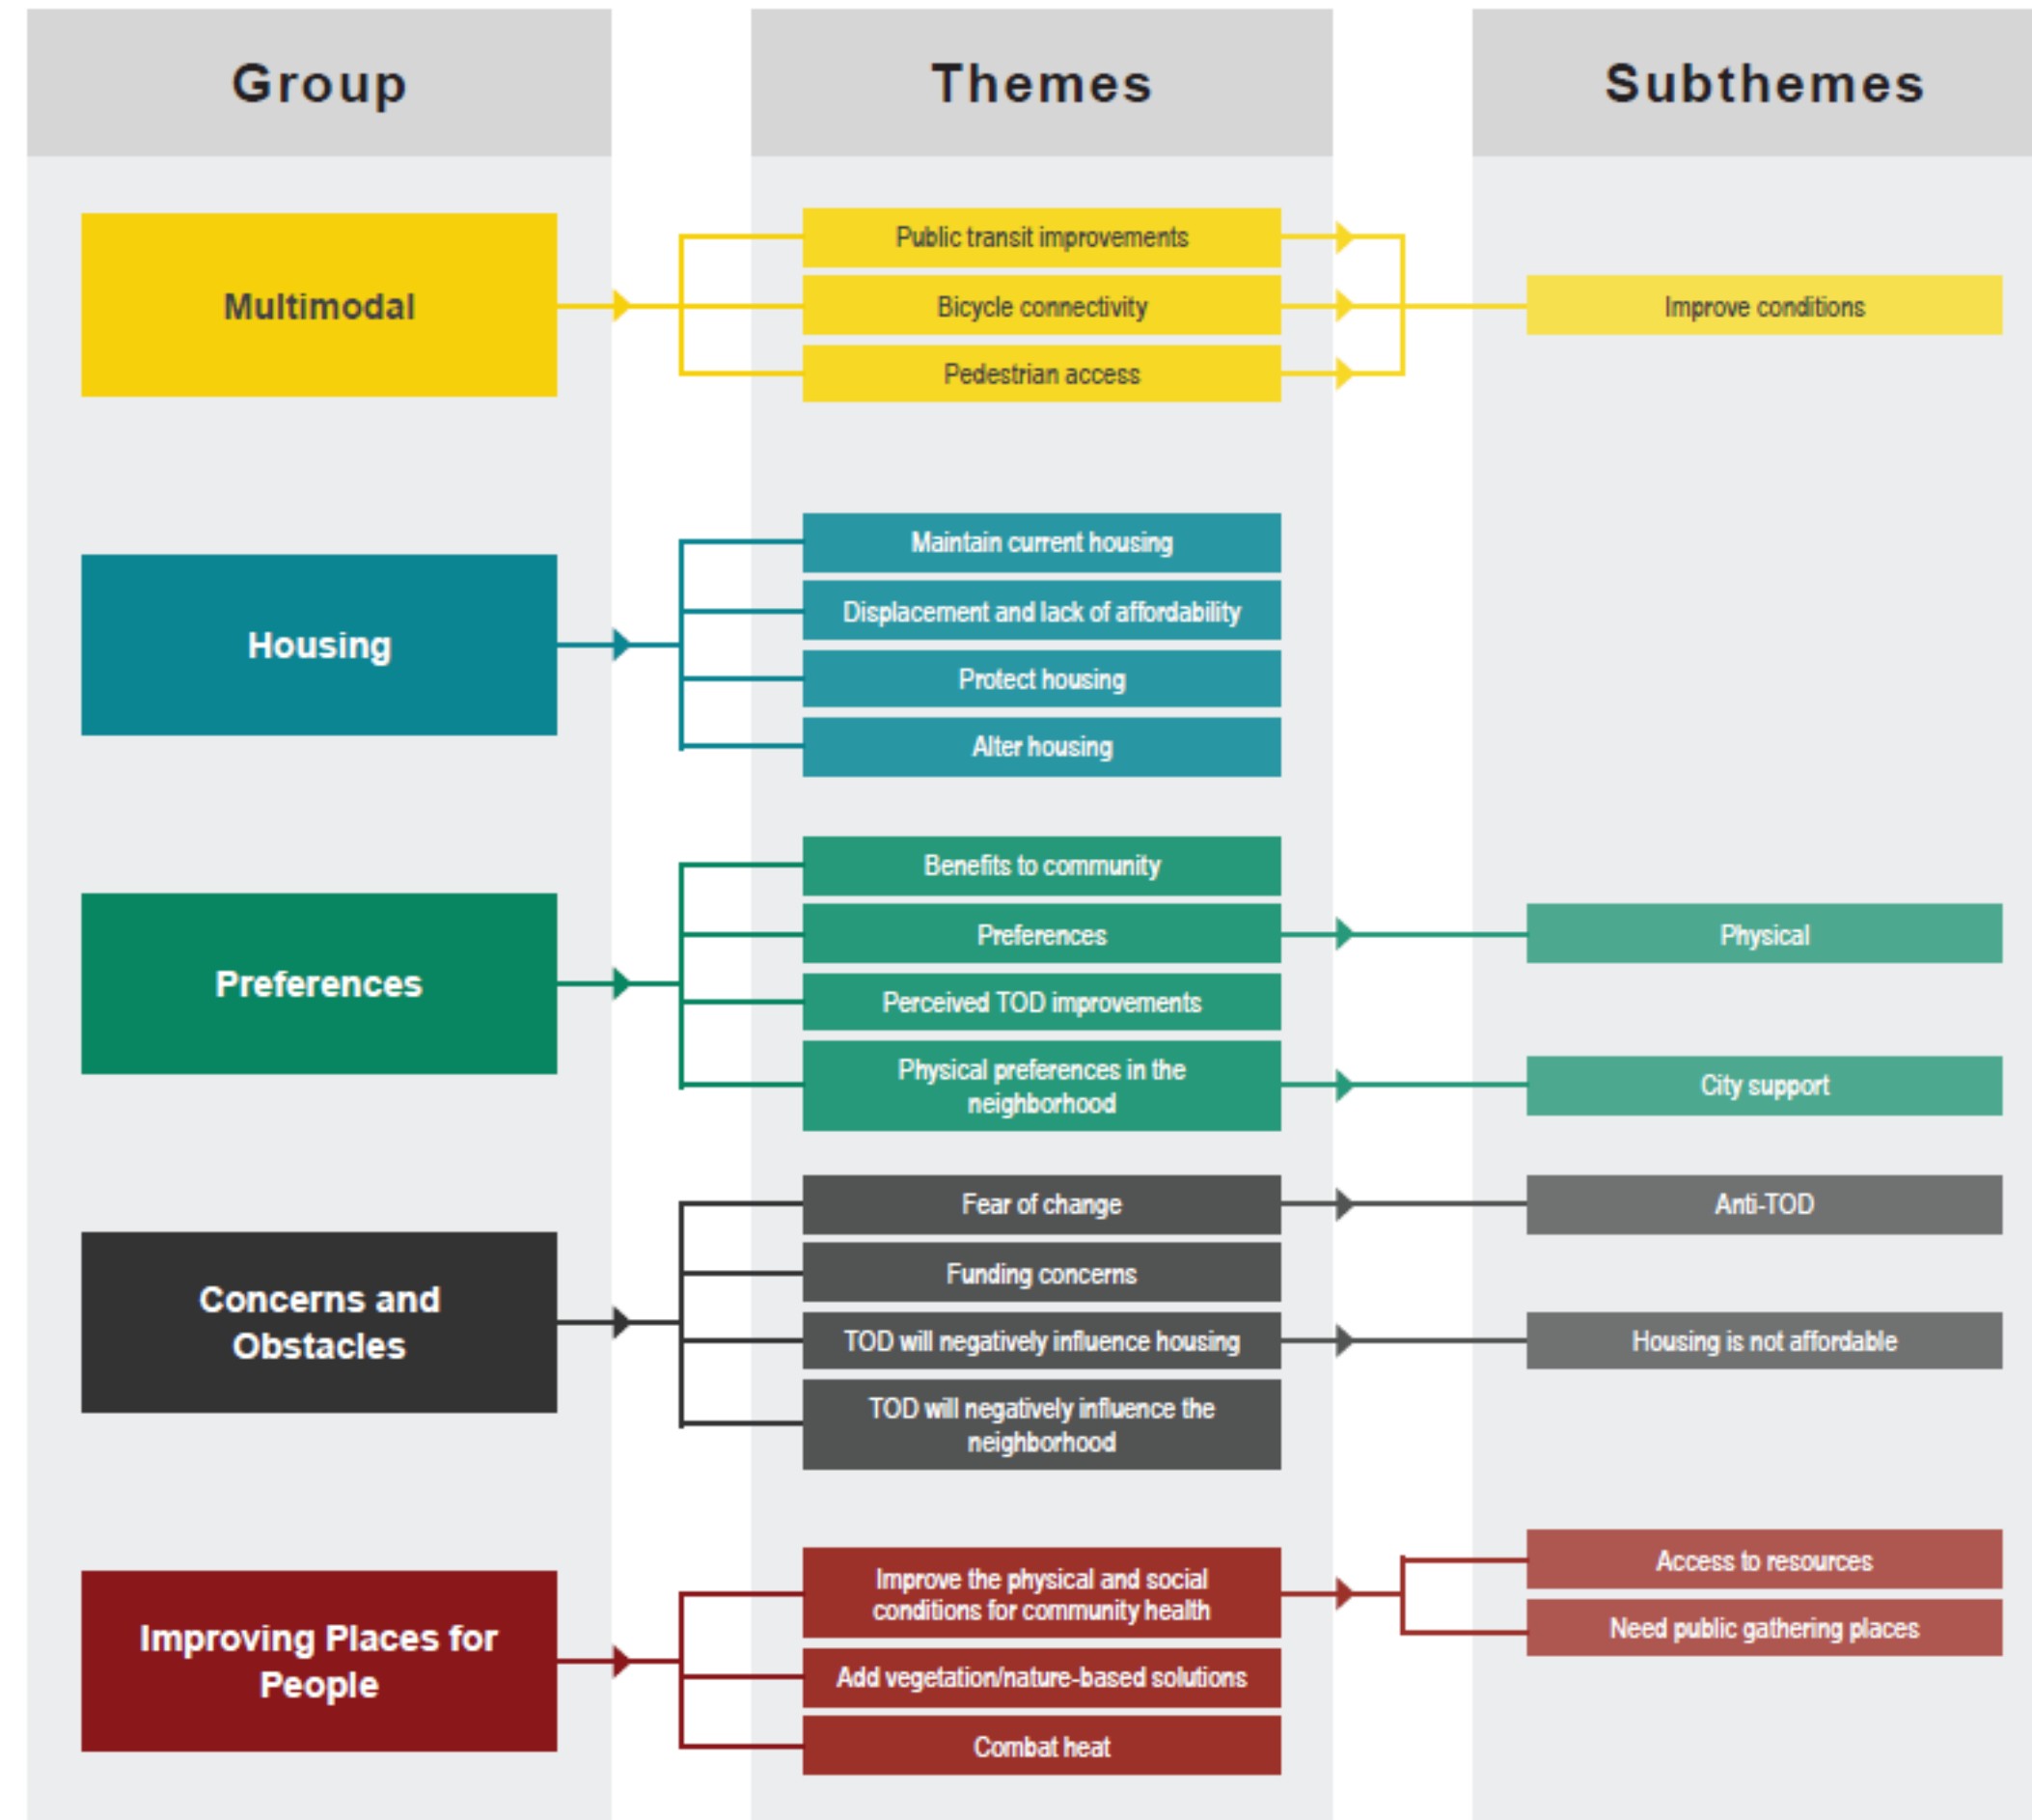 Group
Themes
Subthemes
Multimodal
Public transit improvements
Bicycle connectivity
Pedestrian access
Improve conditions
Housing
Maintain current housing
Displacement and lack of affordability
Protect housing
Alter housing
Preferences
Benefits to community
Preferences
Perceived TOD improvements
Physical preferences in the
neighborhood
Physical
City support
Concerns and
Obstacles
Fear of change
Funding concerns
TOD will negatively influence housing
TOD will negatively influence the
neighborhood
Anti-TOD
Housing is not affordable
Improving Places for
People
Improve the physical and social
conditions for community health
Add vegetation/nature-based solutions
Combat heat
Access to resources
Need public gathering places